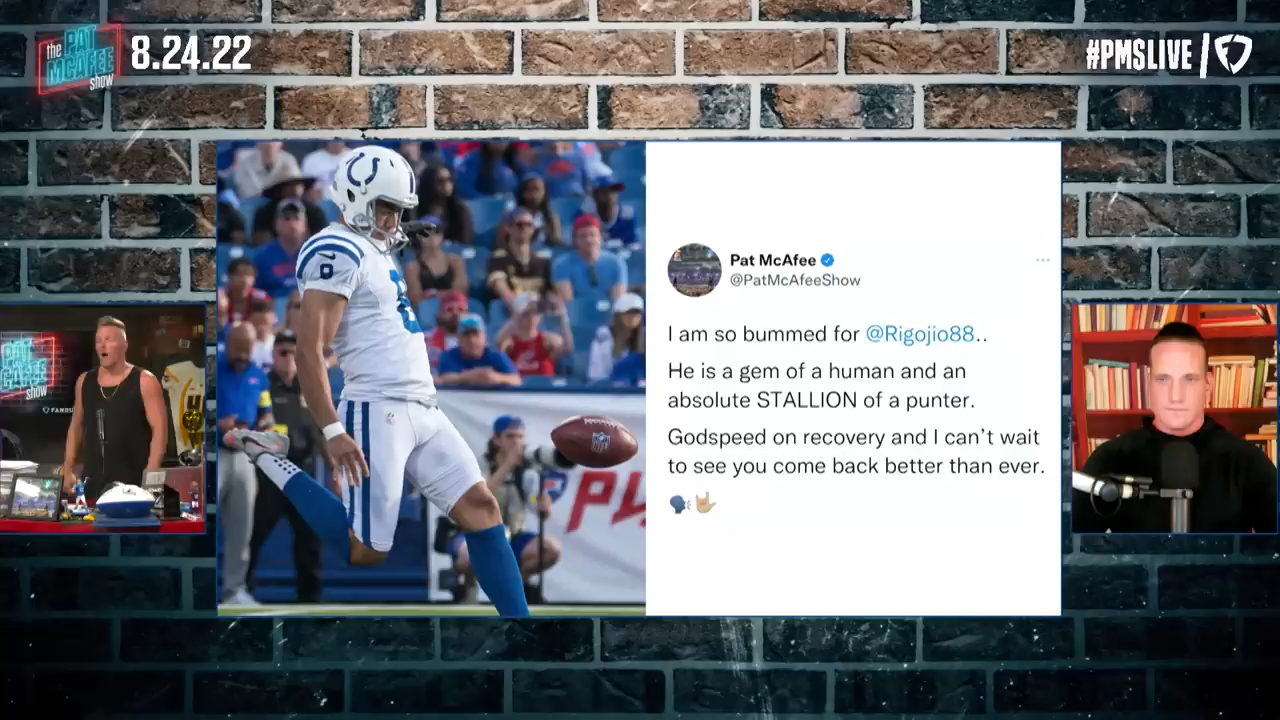 the PAT McAFEE show
8.24.22
#PMSLIVE
8
Pat McAfee
@PatMcAfeeShow
I am so bummed for @Rigojio88..
He is a gem of a human and an
absolute STALLION of a punter.
Godspeed on recovery and I can't wait
to see you come back better than ever.
NFL
PAT
McAFEE
show